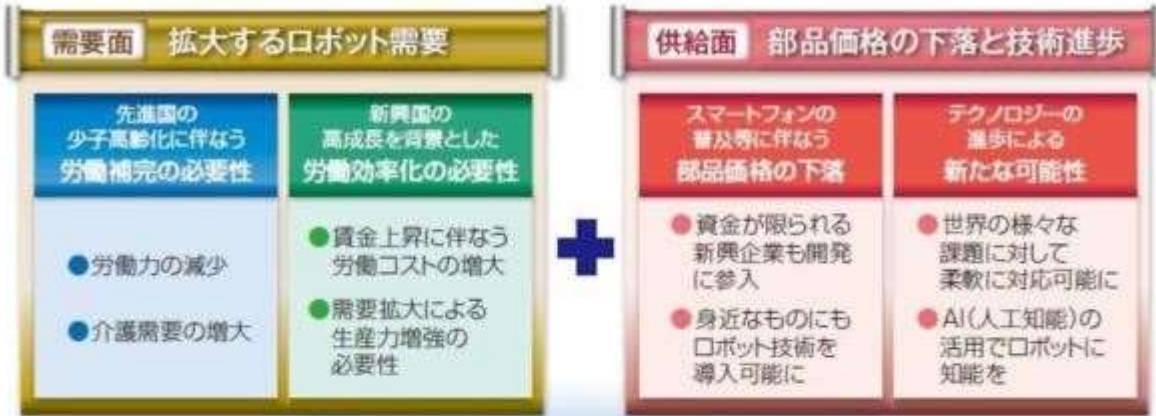 需要面 拡大するロボット需要
先進国の
少子高齢化に伴なう
労働補完の必要性
●労働力の減少
●介護需要の増大
新興国の
高成長を背景とした
労働効率化の必要性
●賃金上昇に伴なう
労働コストの増大
●需要拡大による
生産力増強の
必要性
+
供給面 部品価格の下落と技術進歩
スマートフォンの
普及等に伴なう
部品価格の下落
●資金が限られる
新興企業も開発
に参入
●身近なものにも
ロボット技術を
導入可能に
テクノロジーの
進歩による
新たな可能性
●世界の様々な
課題に対して
柔軟に対応可能に
●AI(人工知能)の
活用でロボットに
知能を